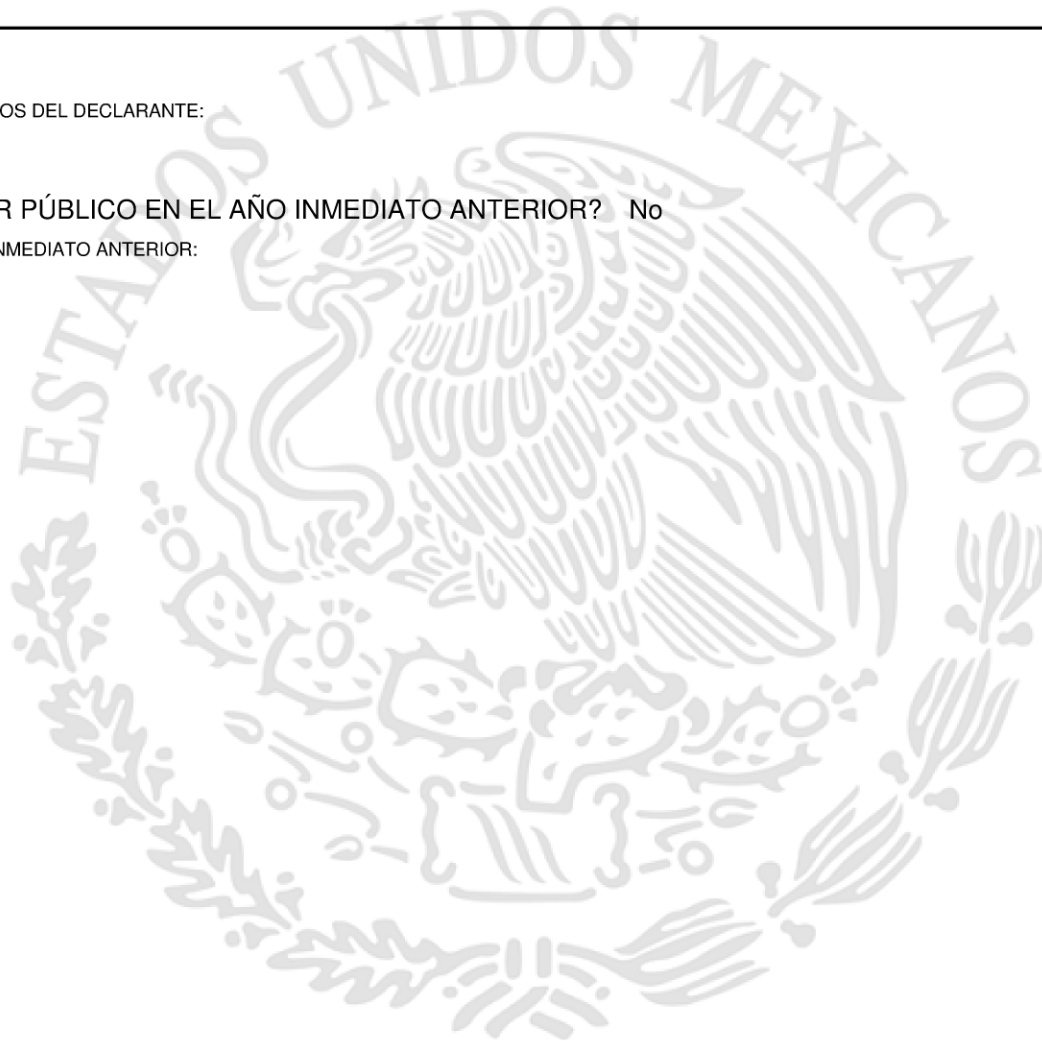 ESTADOS UNIDOS MEXICANOS
OS DEL DECLARANTE:
R PÚBLICO EN EL AÑO INMEDIATO ANTERIOR? No
NMEDIATO ANTERIOR: